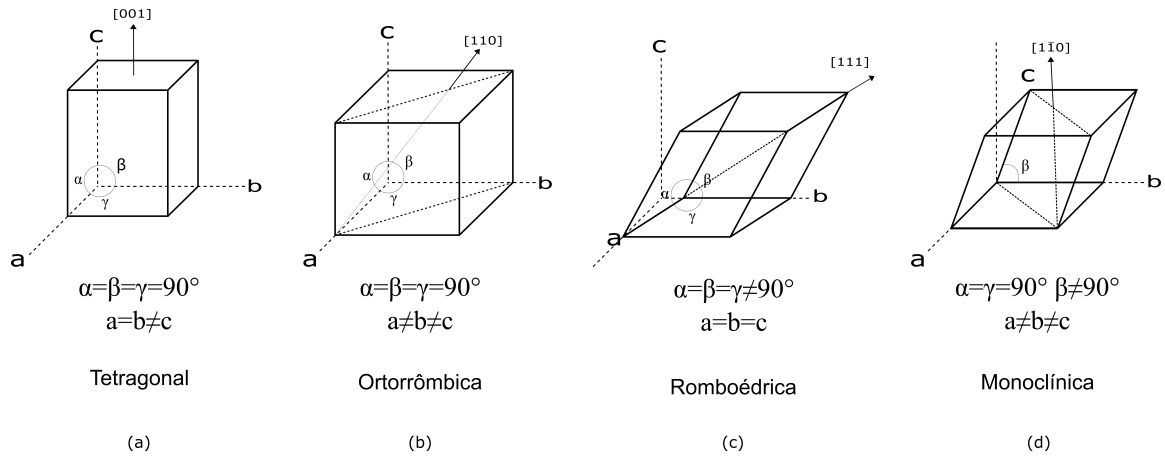 [001]
c
β
α
γ
b
a
α=β=γ=90°
a=b≠c
Tetragonal
(a)
[110]
c
β
α
γ
b
a
α=β=γ=90°
a≠b≠c
Ortorrômbica
(b)
[111]
c
β
α
γ
b
a
α=β=γ≠90°
a=b=c
Romboédrica
(c)
[11̄0]
c
β
b
a
α=γ=90° β≠90°
a≠b≠c
Monoclínica
(d)